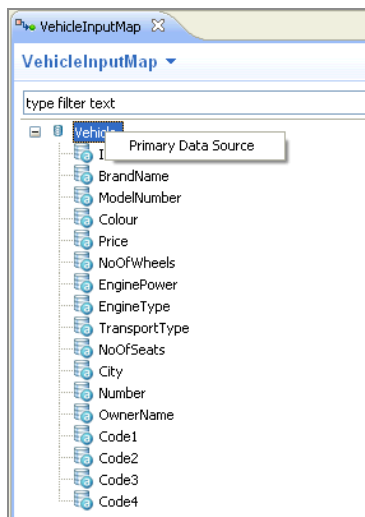 VehicleInputMap
VehicleInputMap
type filter text
Vehicle
Primary Data Source
BrandName
ModelNumber
Colour
Price
NoOfWheels
EnginePower
EngineType
TransportType
NoOfSeats
City
Number
OwnerName
Code1
Code2
Code3
Code4